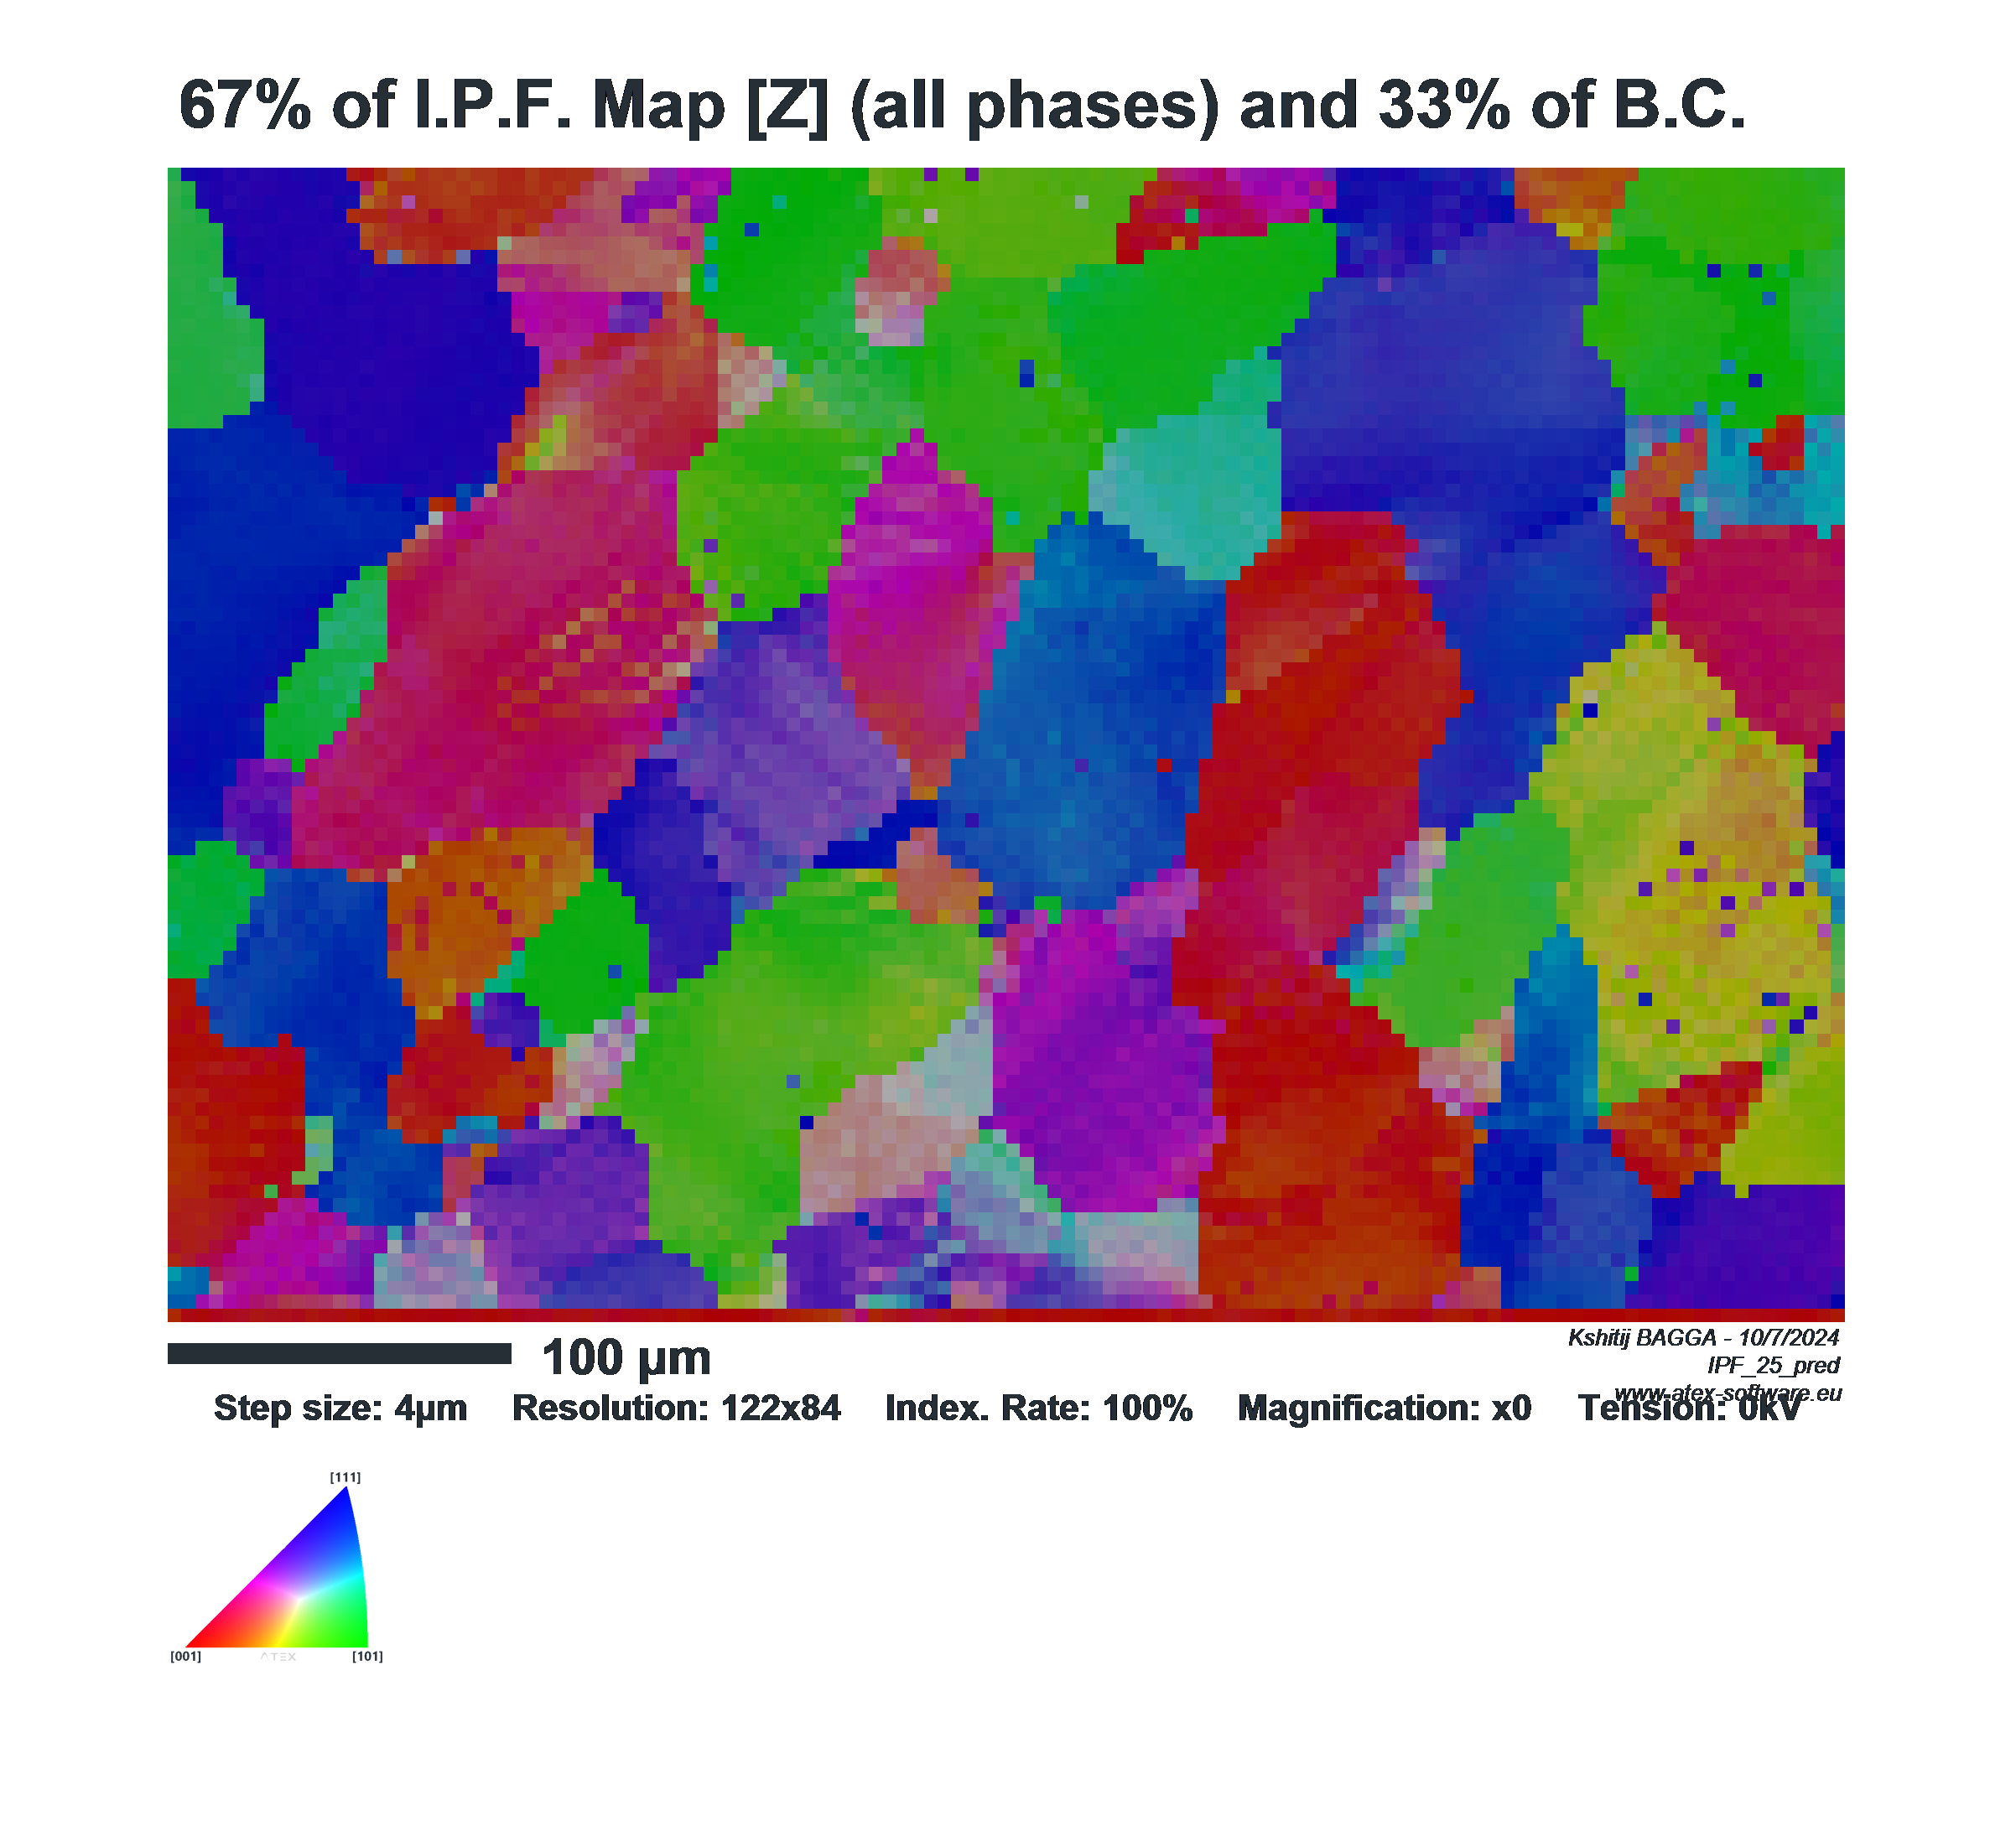 67% of I.P.F. Map [Z] (all phases) and 33% of B.C.
100 µm
Kshitij BAGGA - 10/7/2024
IPF_25_pred
www-atex-software.eu
Step size: 4µm Resolution: 122x84 Index. Rate: 100% Magnification: x0 Tension: 0kV
[111]
[001] ATEX [101]